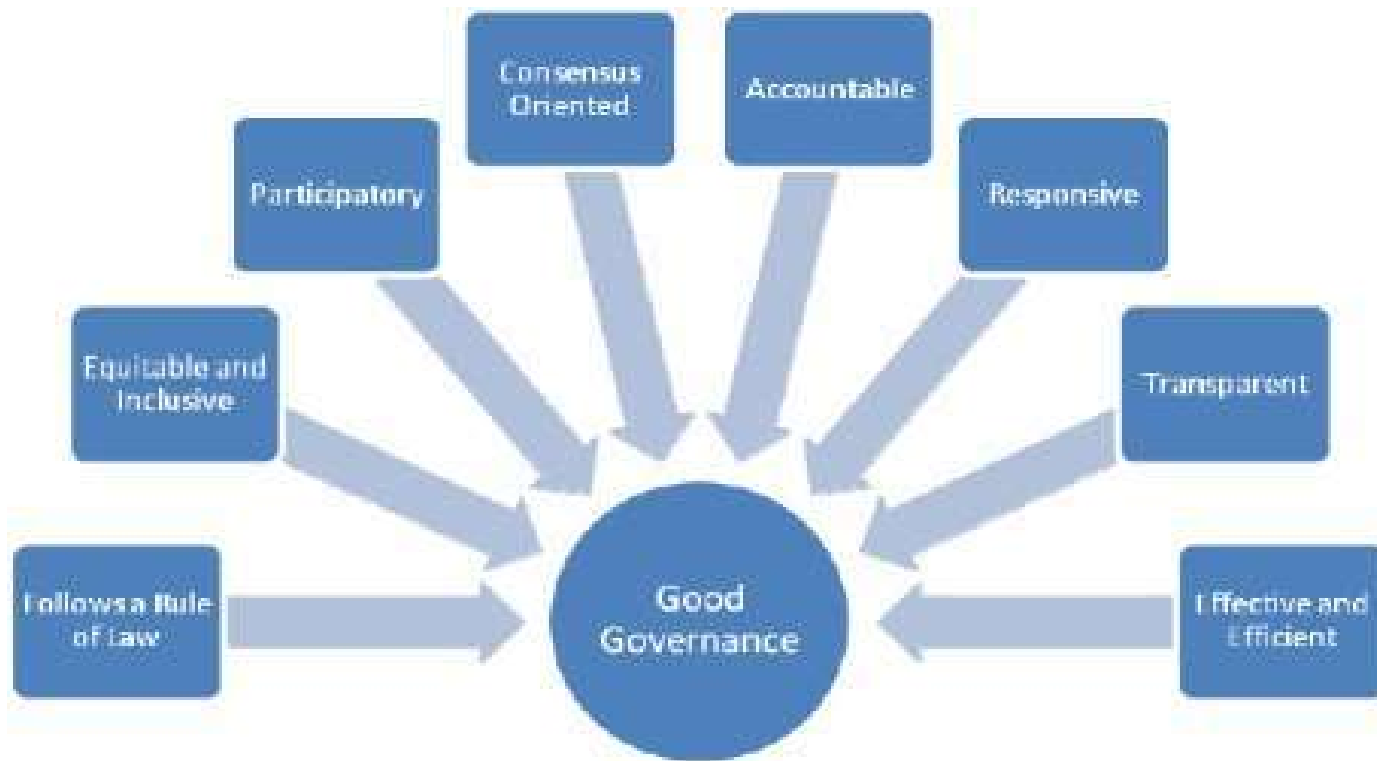 Consensus
Oriented
Accountable
Participatory
Responsive
Equitable and
Inclusive
Transparent
Follows a Rule
of Law
Good
Governance
Effective and
Efficient